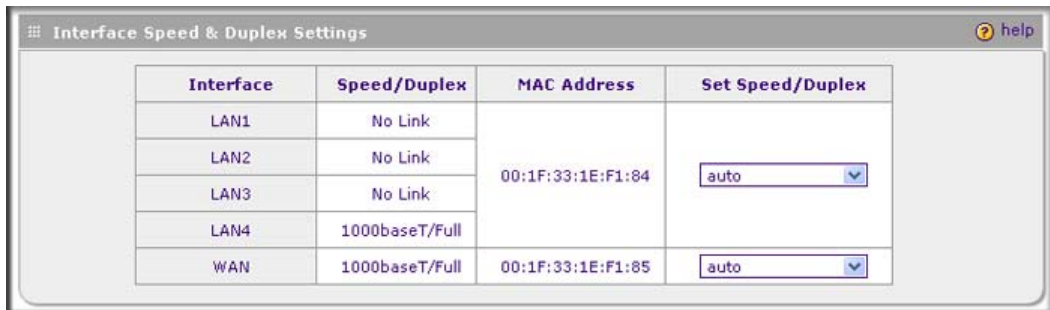 Interface Speed & Duplex Settings
? help
Interface Speed/Duplex MAC Address Set Speed/Duplex
LAN1 No Link
LAN2 No Link
00:1F:33:1E:F1:84 auto
LAN3 No Link
LAN4 1000baseT/Full
WAN 1000baseT/Full 00:1F:33:1E:F1:85 auto